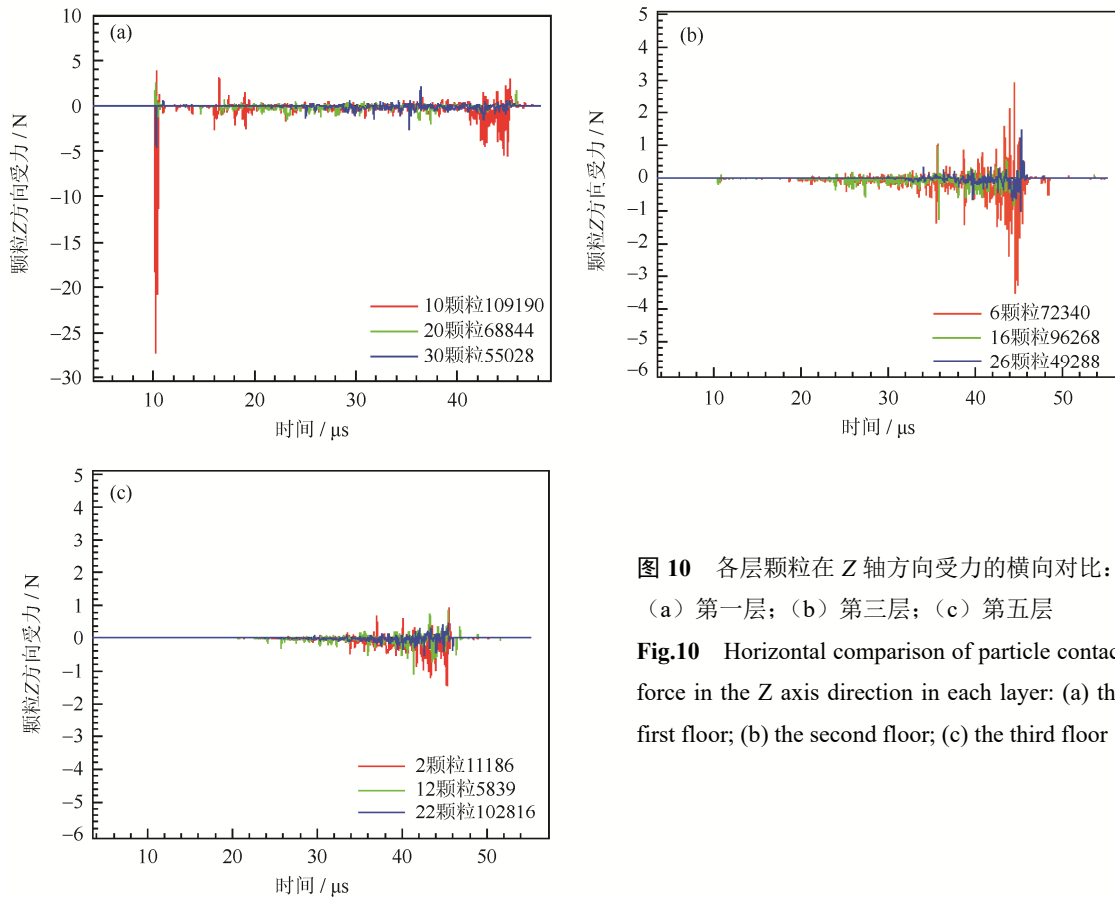 (a)
10
5
0
−5
−10
−15
−20
−25
−30
颗粒Z方向受力 / N
10颗粒109190
20颗粒68844
30颗粒55028
10
20
30
40
时间 / μs
(b)
5
4
3
2
1
0
−1
−2
−3
−4
−5
−6
颗粒Z方向受力 / N
6颗粒72340
16颗粒96268
26颗粒49288
10
20
30
40
50
时间 / μs
(c)
5
4
3
2
1
0
−1
−2
−3
−4
−5
−6
颗粒Z方向受力 / N
2颗粒11186
12颗粒5839
22颗粒102816
10
20
30
40
50
时间 / μs
图 10 各层颗粒在 Z 轴方向受力的横向对比：
（a）第一层；（b）第三层；（c）第五层
Fig.10 Horizontal comparison of particle contac
force in the Z axis direction in each layer: (a) th
first floor; (b) the second floor; (c) the third floor